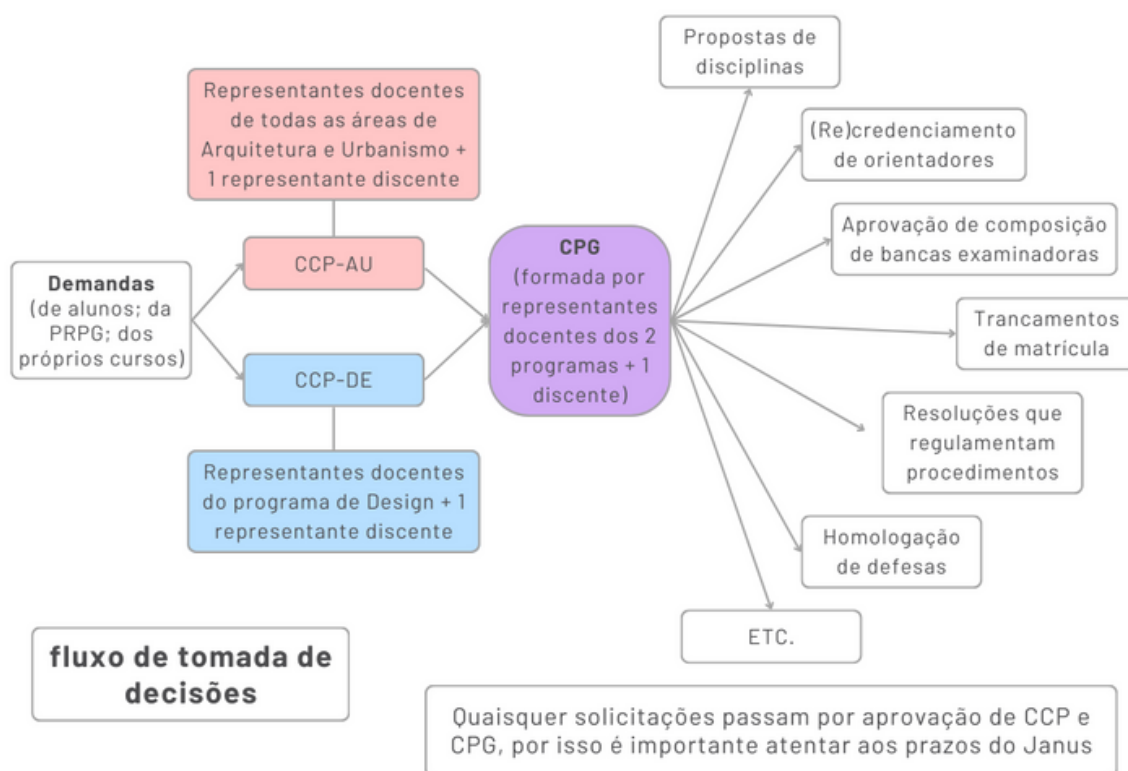 Propostas de
disciplinas
Representantes docentes
de todas as áreas de
Arquitetura e Urbanismo +
1 representante discente
(Re)credenciamento
de orientadores
Aprovação de composição
de bancas examinadoras
CCP-AU
Demandas
(de alunos; da
PRPG; dos
próprios cursos)
CPG
(formada por
representantes
docentes dos 2
programas + 1
discente)
Trancamentos
de matrícula
CCP-DE
Resoluções que
regulamentam
procedimentos
Representantes docentes
do programa de Design + 1
representante discente
Homologação
de defesas
ETC.
fluxo de tomada de
decisões
Quaisquer solicitações passam por aprovação de CCP e
CPG, por isso é importante atentar aos prazos do Janus